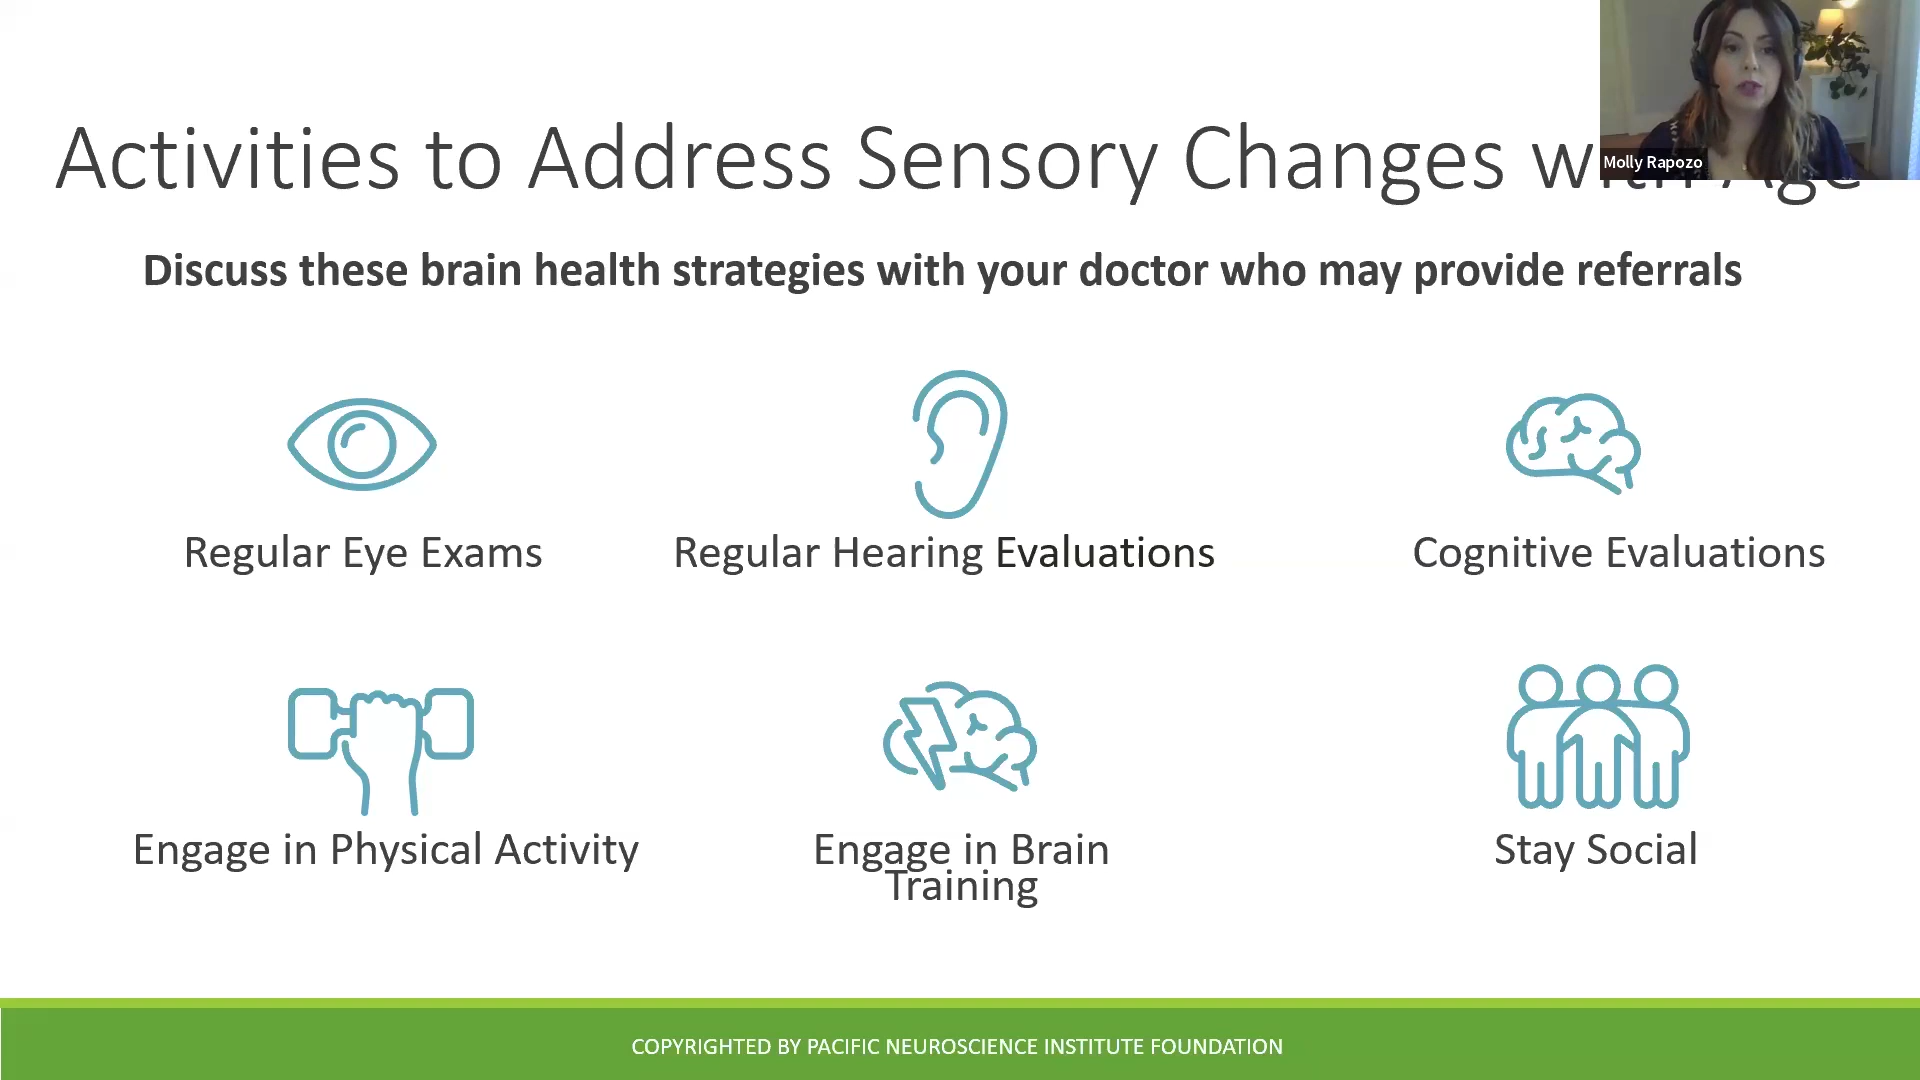 Activities to Address Sensory Changes with Age
Molly Rapozo
Discuss these brain health strategies with your doctor who may provide referrals
Regular Eye Exams
Regular Hearing Evaluations
Cognitive Evaluations
Engage in Physical Activity
Engage in Brain
Training
Stay Social
COPYRIGHTED BY PACIFIC NEUROSCIENCE INSTITUTE FOUNDATION